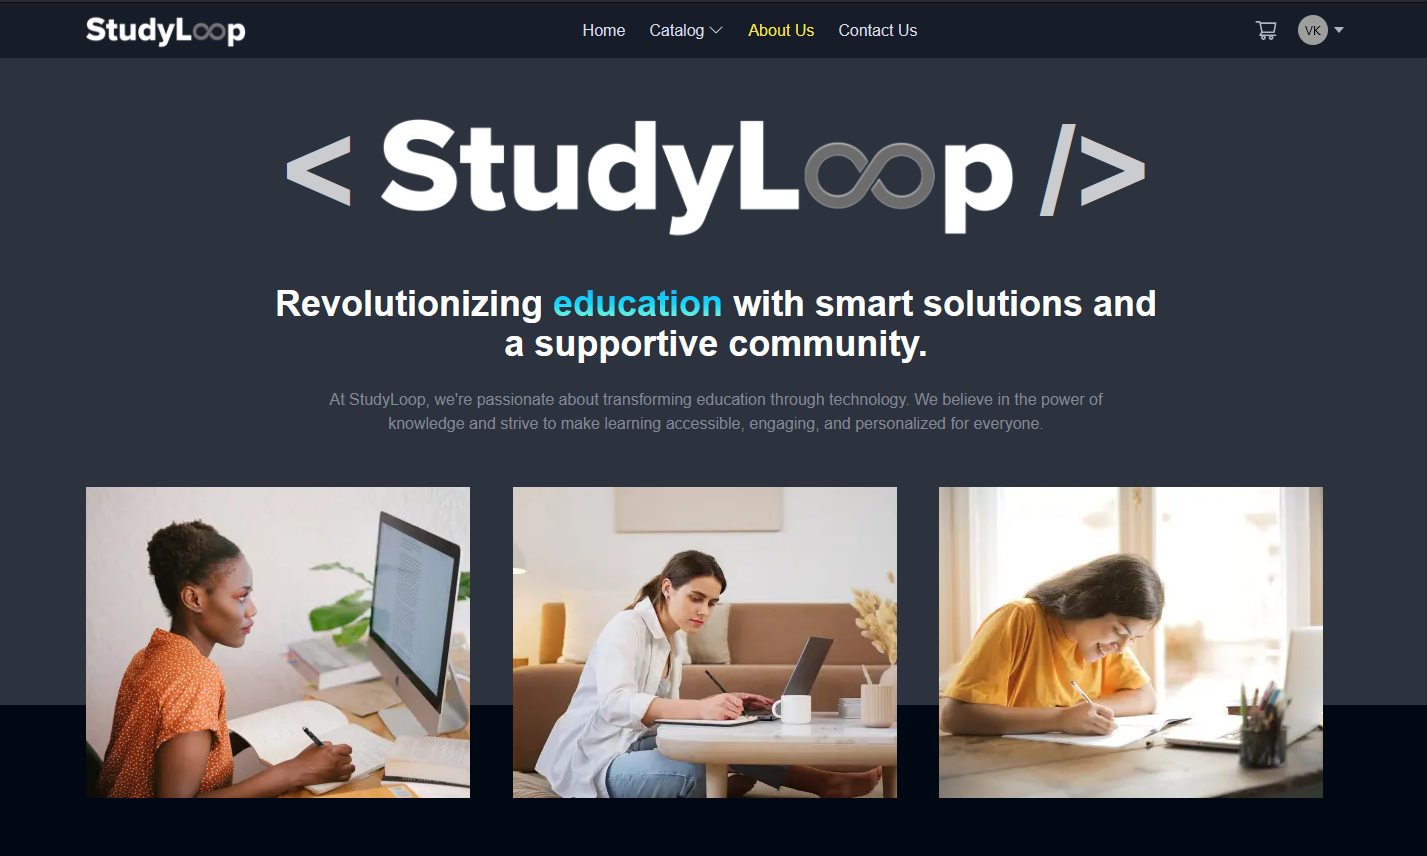 StudyLoop
Home Catalog About Us Contact Us
VK
< StudyLoop />
Revolutionizing education with smart solutions and
a supportive community.
At StudyLoop, we're passionate about transforming education through technology. We believe in the power of
knowledge and strive to make learning accessible, engaging, and personalized for everyone.